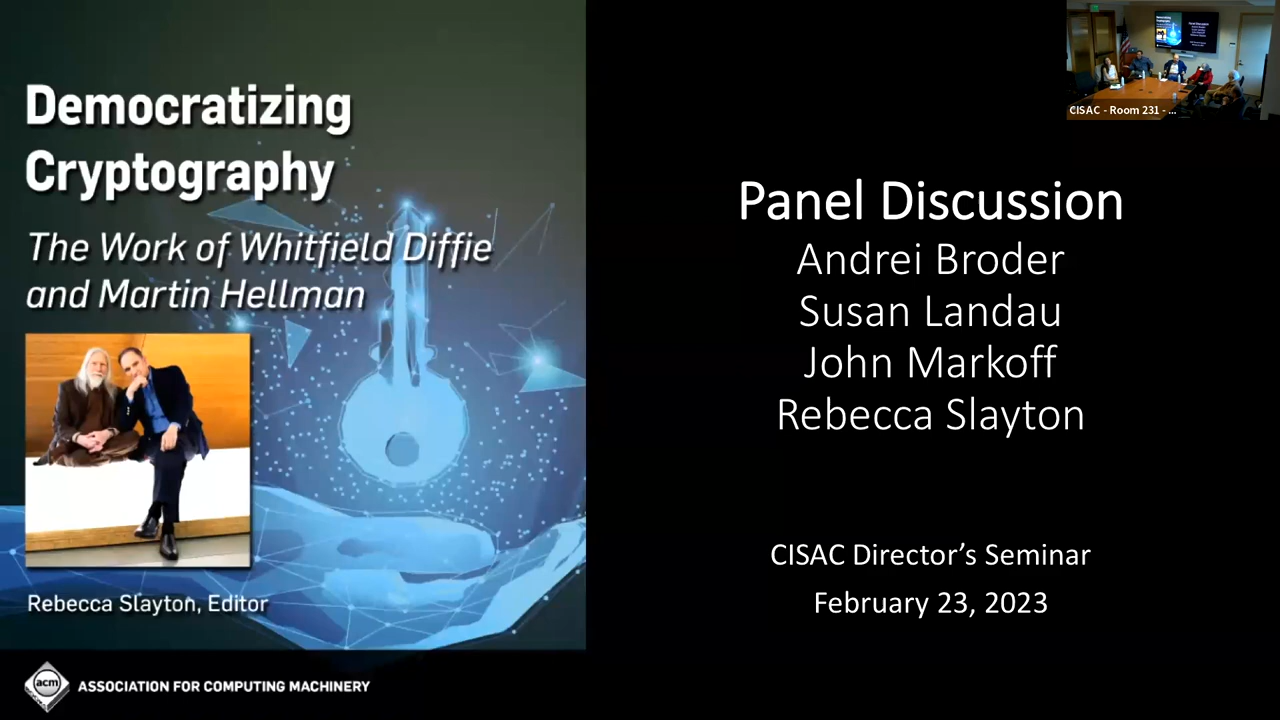 Democratizing
Cryptography
The Work of Whitfield Diffie
and Martin Hellman
Rebecca Slayton, Editor
acm
ASSOCIATION FOR COMPUTING MACHINERY
CISAC - Room 231 - ...
Panel Discussion
Andrei Broder
Susan Landau
John Markoff
Rebecca Slayton
CISAC Director’s Seminar
February 23, 2023